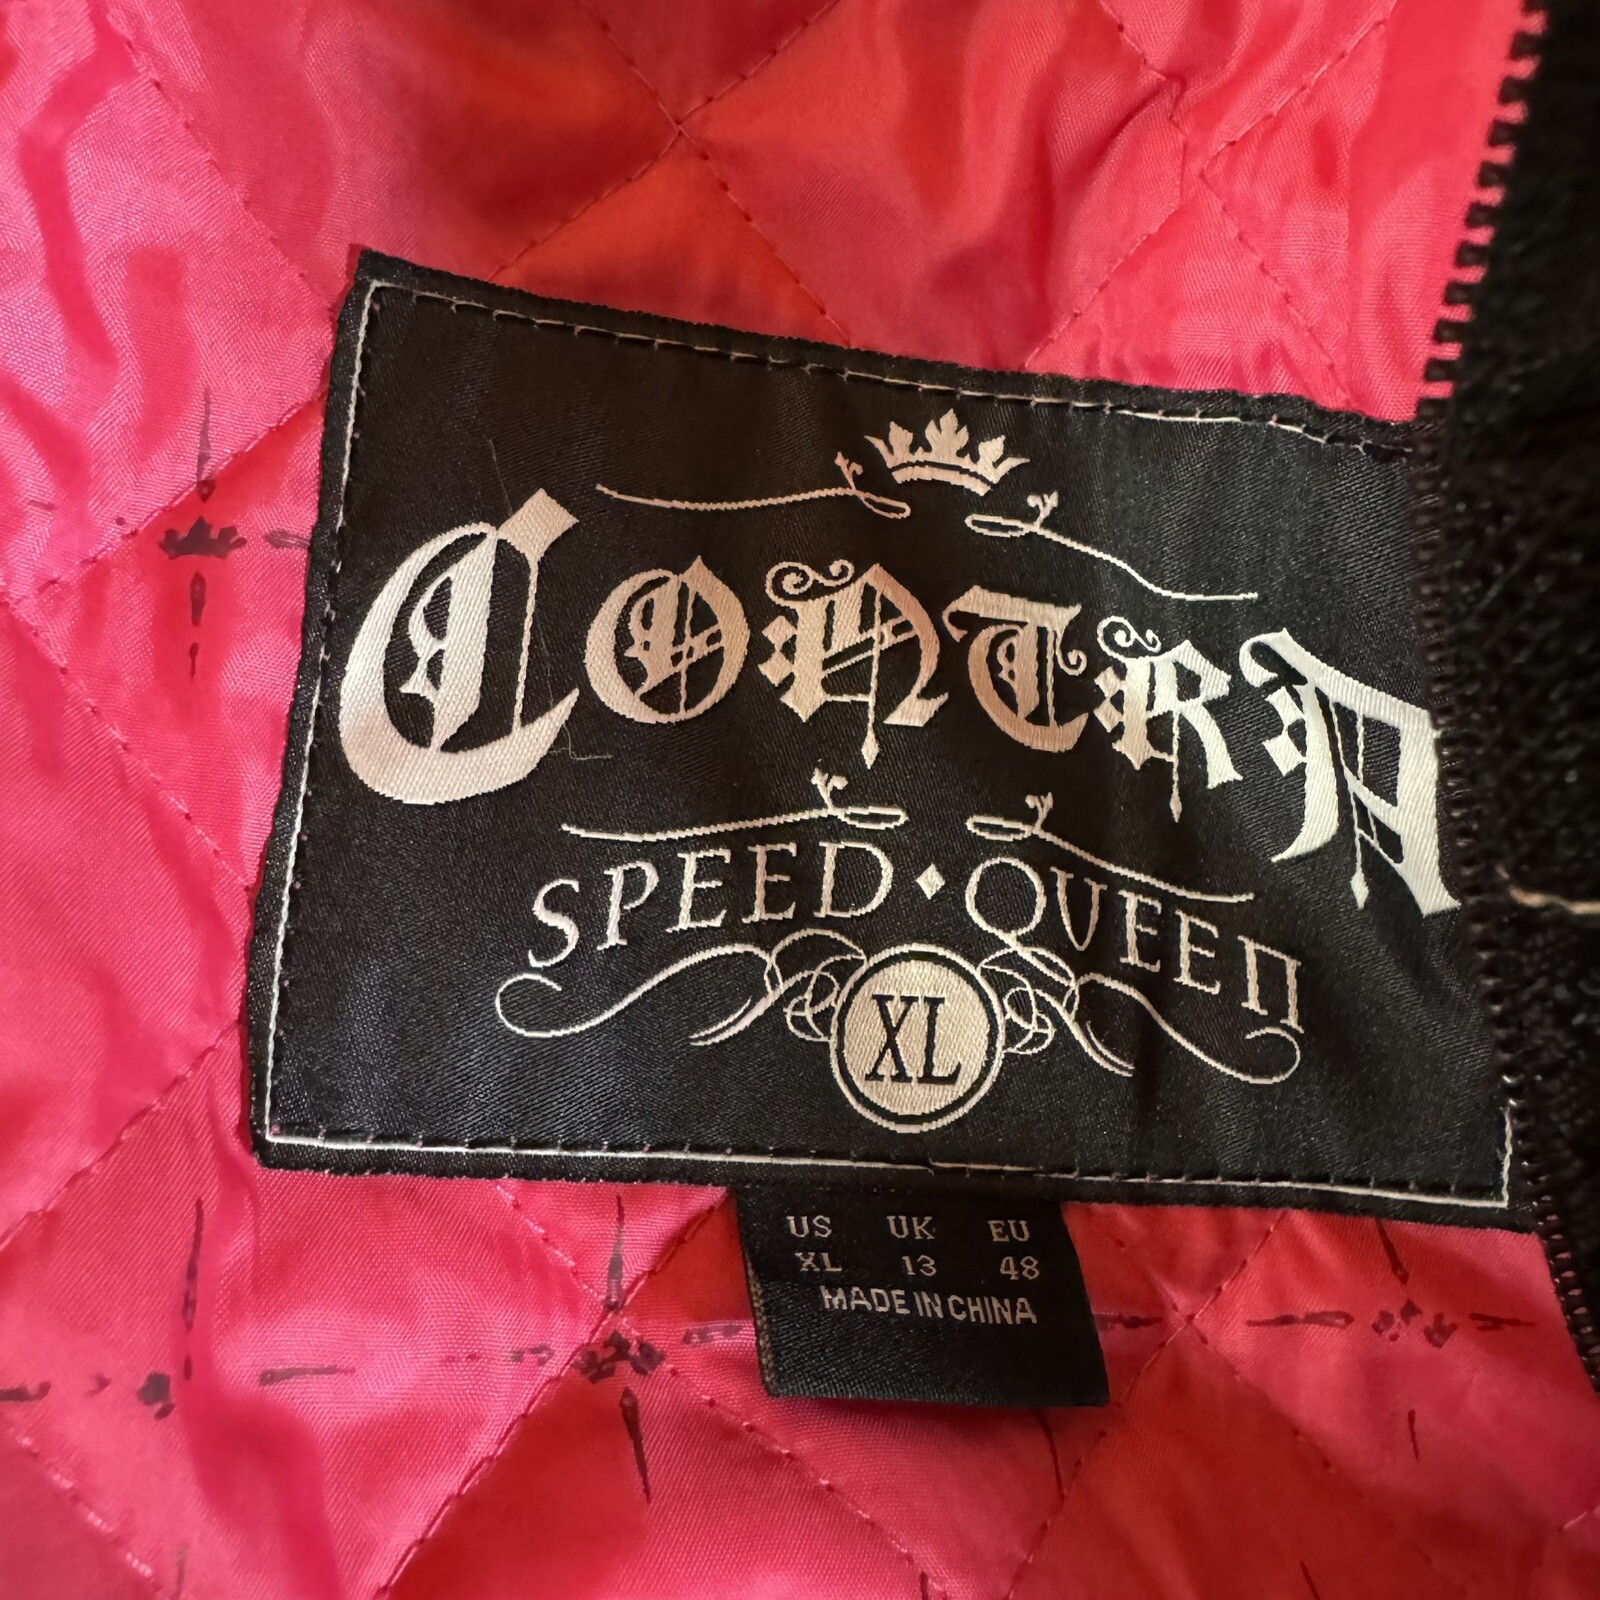 CONTRA
SPEED QUEEN
XL
US UK EU
XL 13 48
MADE IN CHINA